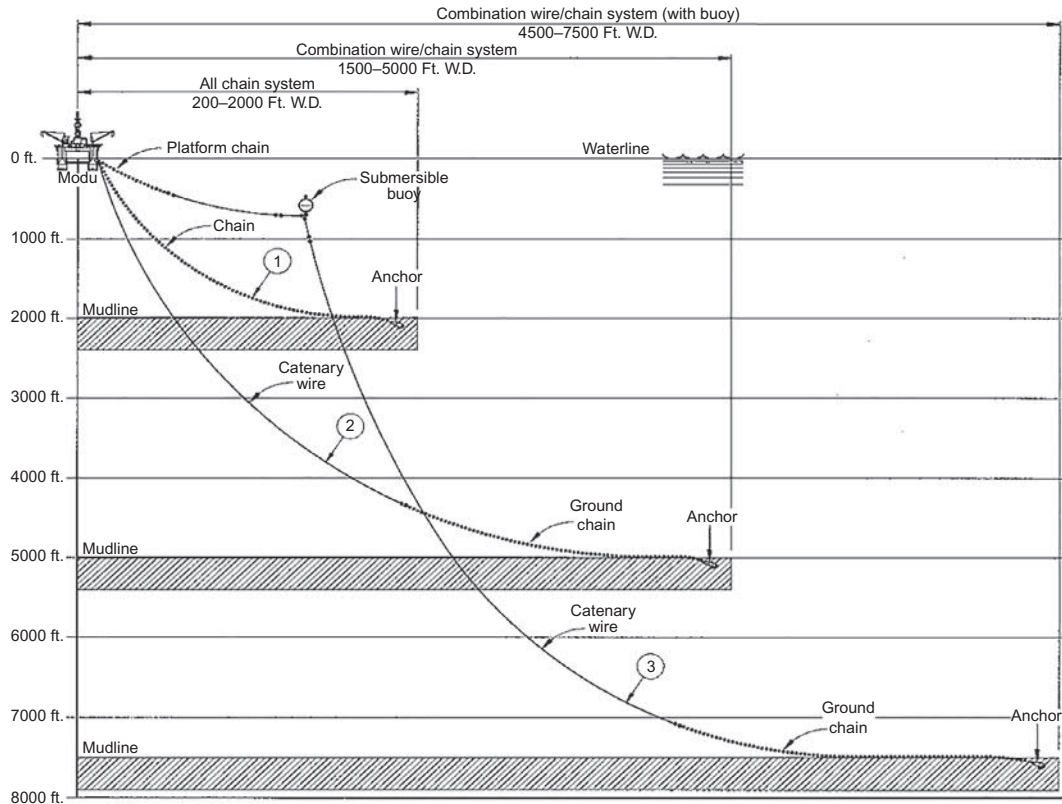 Combination wire/chain system (with buoy)
4500–7500 Ft. W.D.
Combination wire/chain system
1500–5000 Ft. W.D.
All chain system
200–2000 Ft. W.D.
Platform chain
Waterline
0 ft.
Modu
Submersible
buoy
Chain
1000 ft.
1
Anchor
Mudline
2000 ft.
Catenary
wire
3000 ft.
2
4000 ft.
Ground
chain
Anchor
Mudline
5000 ft.
Catenary
wire
6000 ft.
3
Ground
chain
7000 ft.
Anchor
Mudline
8000 ft.